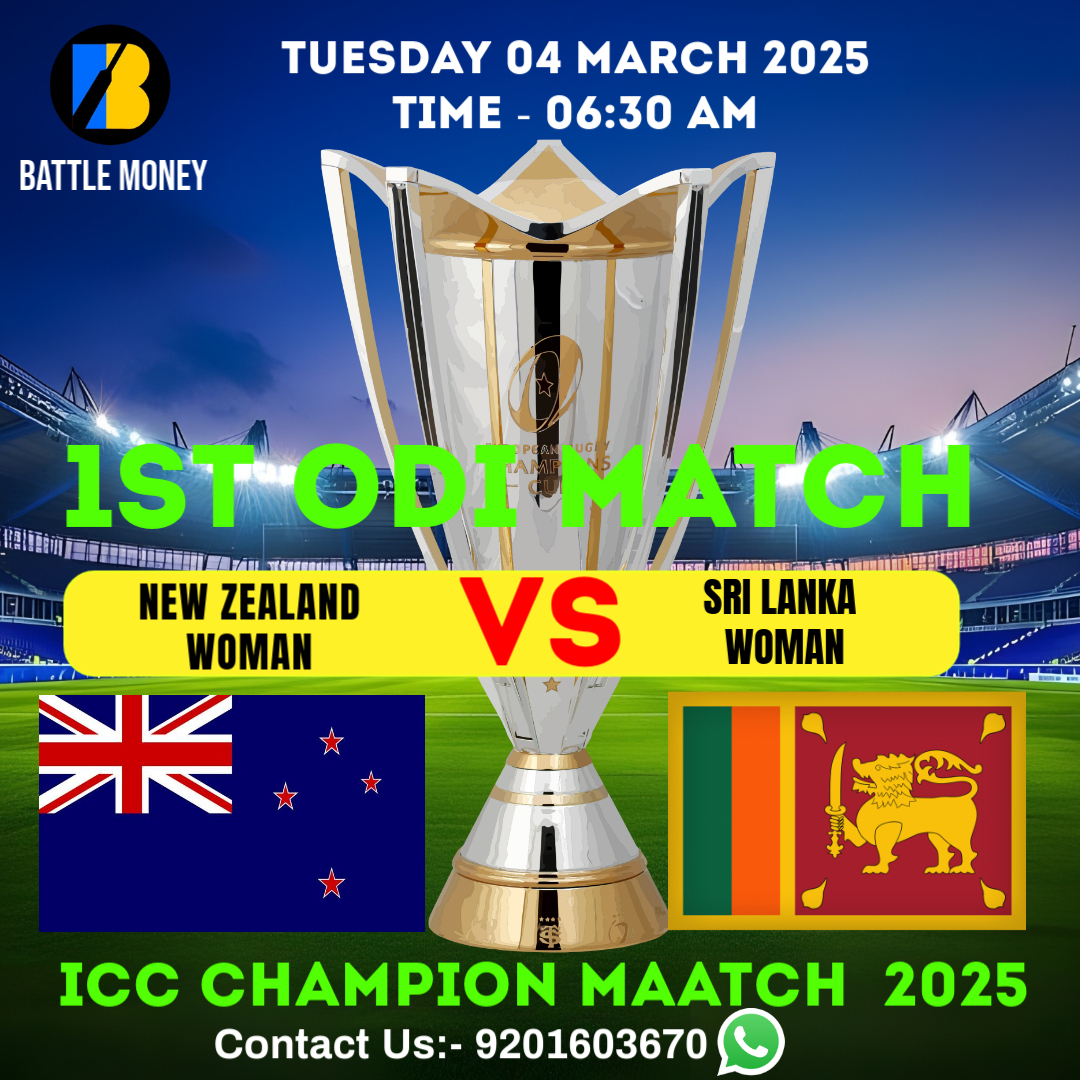 TUESDAY 04 MARCH 2025
TIME - 06:30 AM
BATTLE MONEY
1ST ODI MATCH
NEW ZEALAND
WOMAN
VS
SRI LANKA
WOMAN
ICC CHAMPION MAATCH 2025
Contact Us:- 9201603670